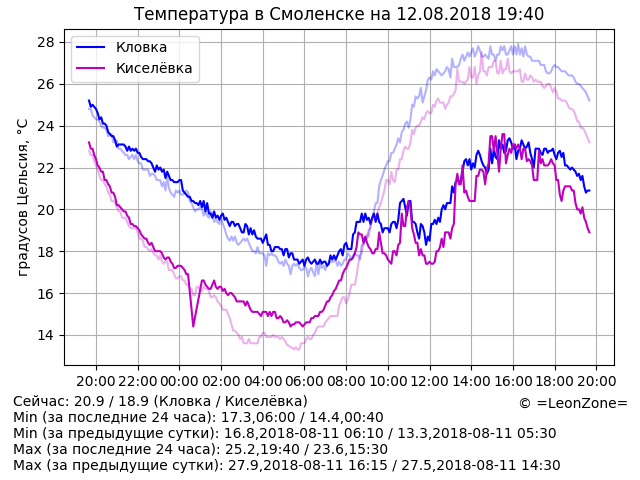 Температура в Смоленске на 12.08.2018 19:40
Кловка
Киселёвка
градусов Цельсия, °C
28
26
24
22
20
18
16
14
20:00 22:00 00:00 02:00 04:00 06:00 08:00 10:00 12:00 14:00 16:00 18:00 20:00
Сейчас: 20.9 / 18.9 (Кловка / Киселёвка)
© =LeonZone=
Min (за последние 24 часа): 17.3,06:00 / 14.4,00:40
Min (за предыдущие сутки): 16.8,2018-08-11 06:10 / 13.3,2018-08-11 05:30
Max (за последние 24 часа): 25.2,19:40 / 23.6,15:30
Max (за предыдущие сутки): 27.9,2018-08-11 16:15 / 27.5,2018-08-11 14:30